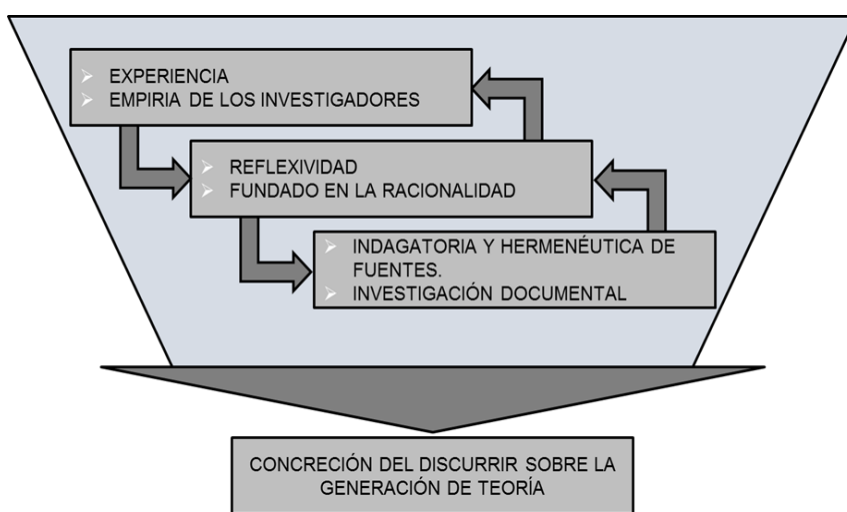 EXPERIENCIA
EMPIRIA DE LOS INVESTIGADORES
REFLEXIVIDAD
FUNDADO EN LA RACIONALIDAD
INDAGATORIA Y HERMENÉUTICA DE
FUENTES.
INVESTIGACIÓN DOCUMENTAL
CONCRECIÓN DEL DISCURRIR SOBRE LA
GENERACIÓN DE TEORÍA